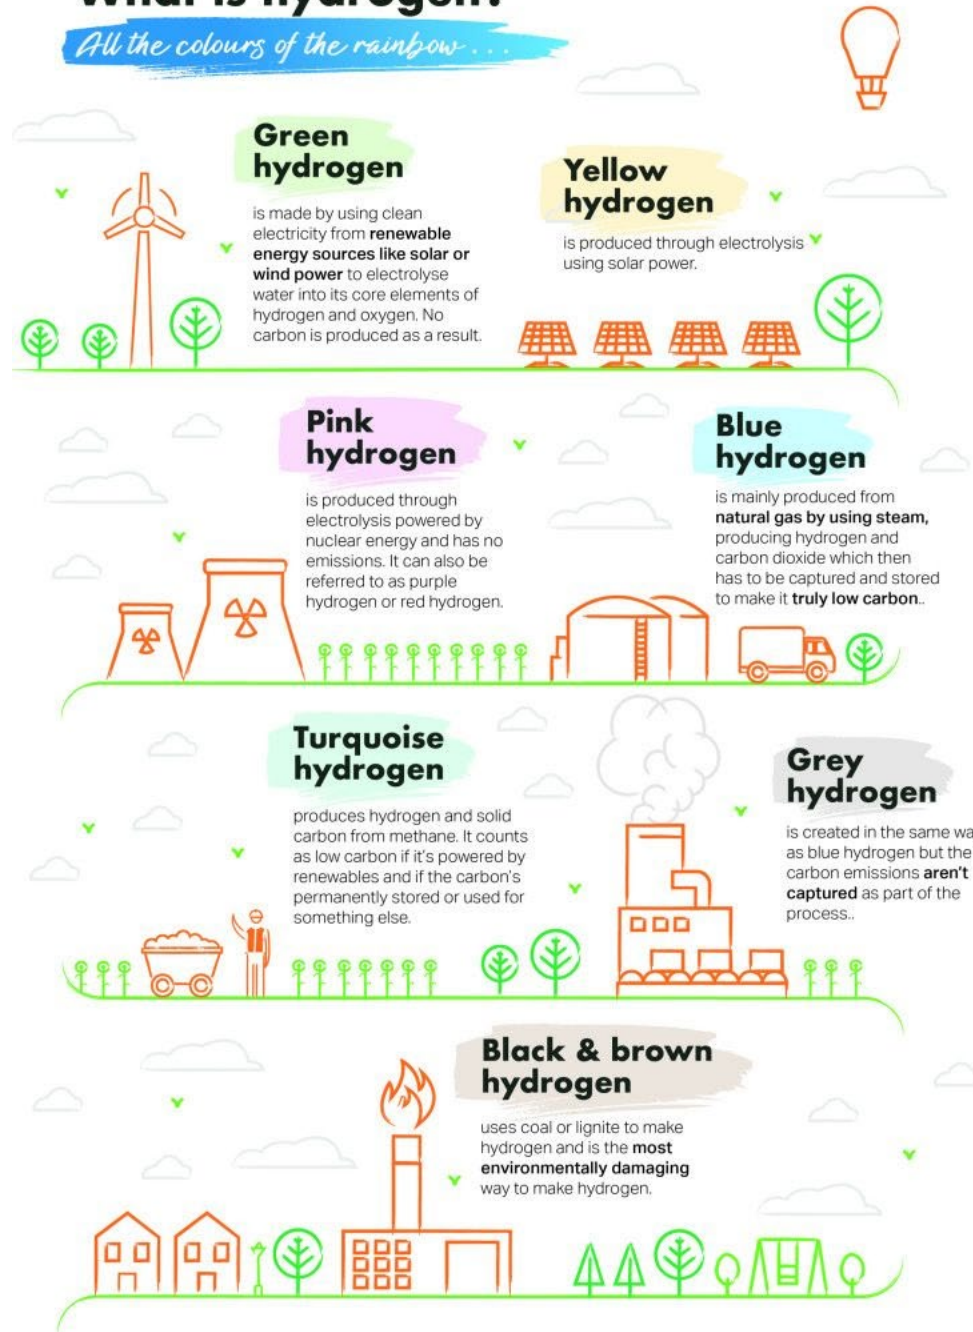 What is hydrogen?
All the colours of the rainbow . . .
Green
hydrogen
is made by using clean
electricity from renewable
energy sources like solar or
wind power to electrolyse
water into its core elements of
hydrogen and oxygen. No
carbon is produced as a result.
Yellow
hydrogen
is produced through electrolysis
using solar power.
Pink
hydrogen
is produced through
electrolysis powered by
nuclear energy and has no
emissions. It can also be
referred to as purple
hydrogen or red hydrogen.
Blue
hydrogen
is mainly produced from
natural gas by using steam,
producing hydrogen and
carbon dioxide which then
has to be captured and stored
to make it truly low carbon..
Turquoise
hydrogen
produces hydrogen and solid
carbon from methane. It counts
as low carbon if it's powered by
renewables and if the carbon's
permanently stored or used for
something else.
Grey
hydrogen
is created in the same wa
as blue hydrogen but the
carbon emissions aren't
captured as part of the
process..
Black & brown
hydrogen
uses coal or lignite to make
hydrogen and is the most
environmentally damaging
way to make hydrogen.